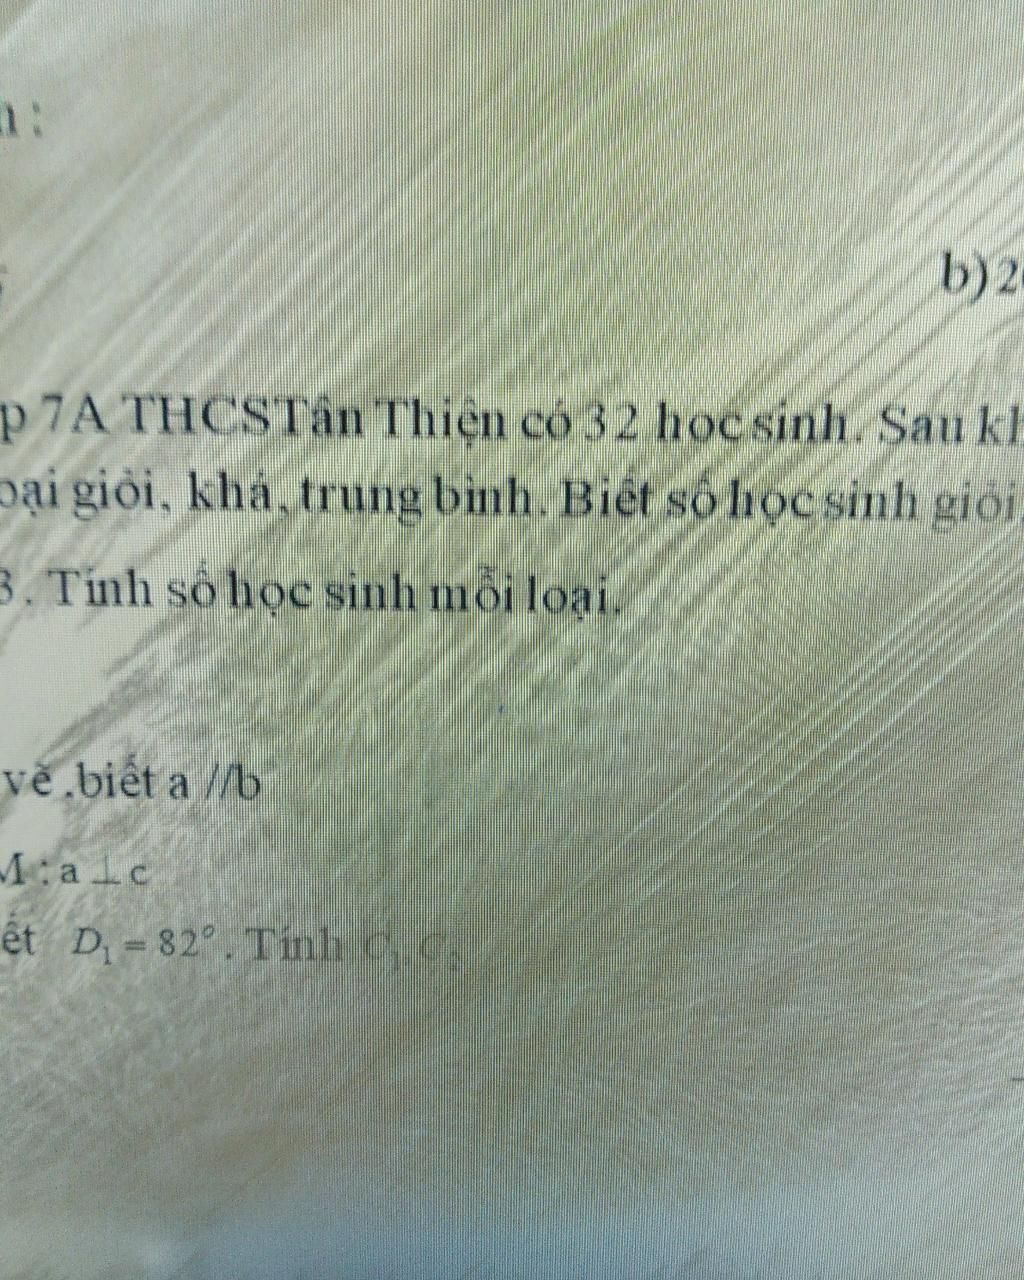 n :
b) 2
p 7A THCSTân Thiện có 32 học sinh. Sau kh
oại giỏi, khá, trung bình. Biết số học sinh giỏi,
3. Tính số học sinh mỗi loại.
vẽ .biết a //b
M : a ⊥ c
ết D₁ = 82°. Tính